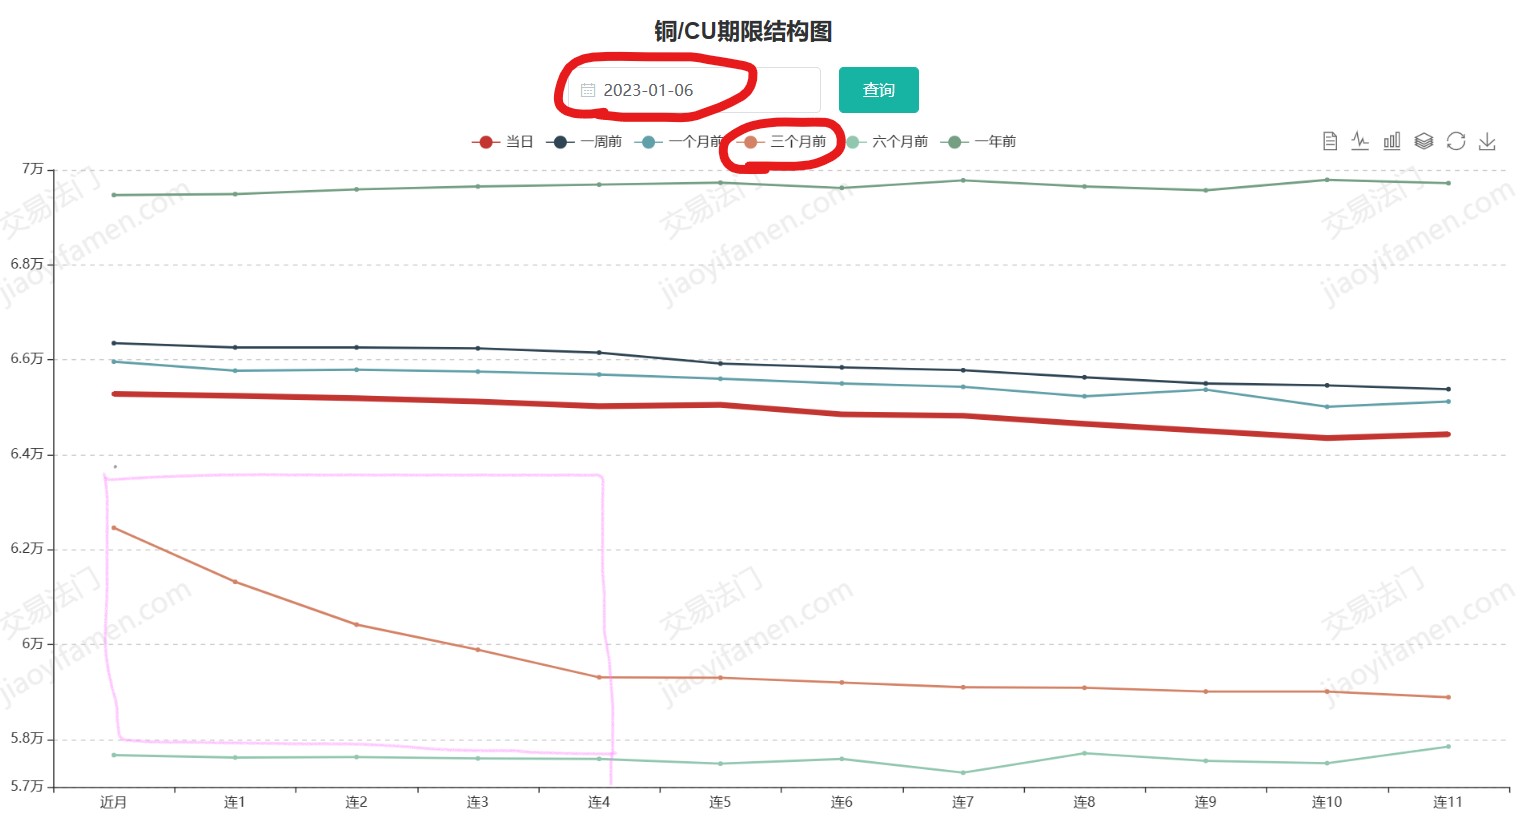 铜/CU期限结构图
2023-01-06 查询
当日 一周前 一个月前 三个月前 六个月前 一年前
7万
6.8万
6.6万
6.4万
6.2万
6万
5.8万
5.7万
近月 连1 连2 连3 连4 连5 连6 连7 连8 连9 连10 连11
交易法门
jiaoyifamen.com
交易法门
jiaoyifamen.com
交易法门
jiaoyifamen.com
交易法门
jiaoyifamen.com
交易法门
jiaoyifamen.com
交易法门
jiaoyifamen.com